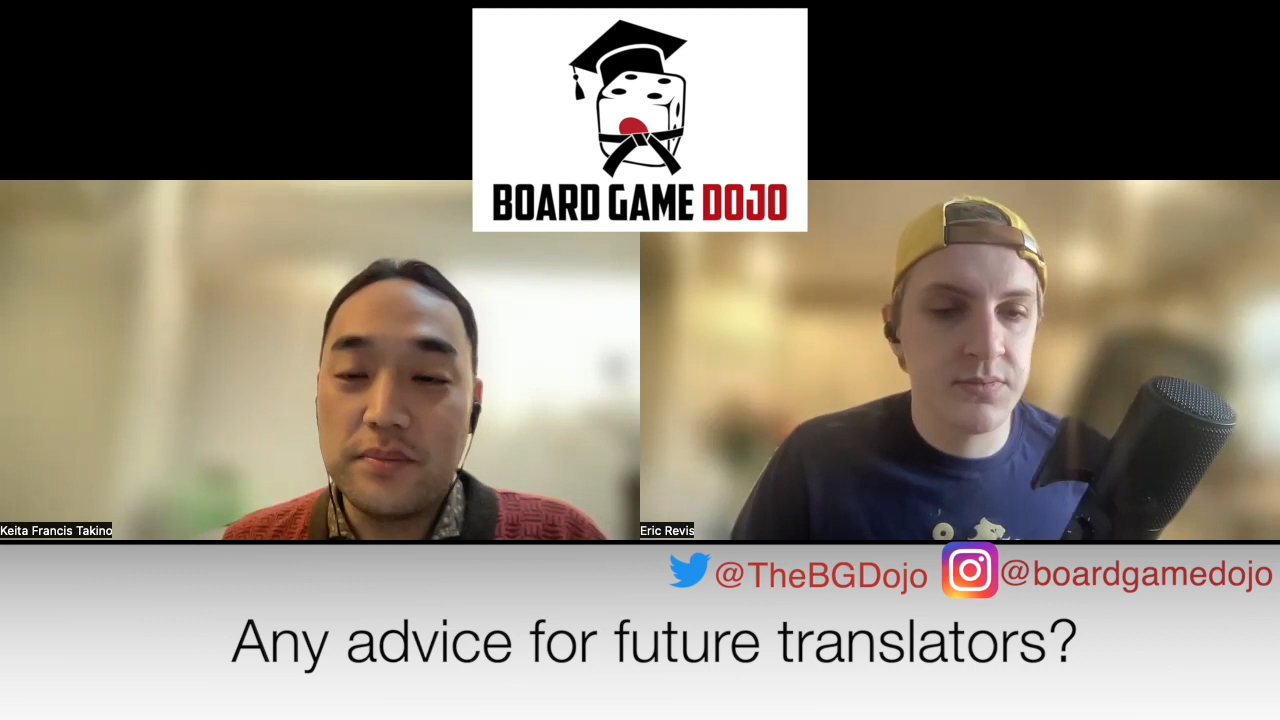 BOARD GAME DOJO
Keita Francis Takino
Eric Revis
@TheBGDojo
@boardgamedojo
Any advice for future translators?